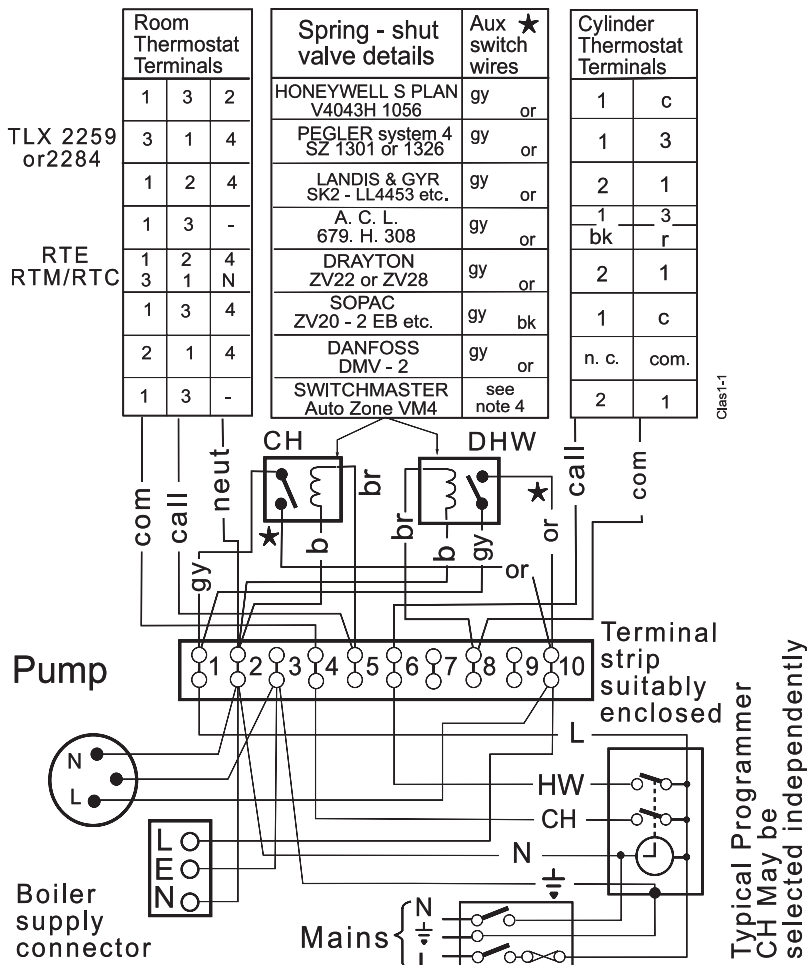 Room
Thermostat
Terminals
Spring - shut
valve details
Aux ★
switch
wires
Cylinder
Thermostat
Terminals
1 3 2
HONEYWELL S PLAN
V4043H 1056
gy or
1 c
TLX 2259
or2284
3 1 4
PEGLER system 4
SZ 1301 or 1326
gy or
1 3
1 2 4
LANDIS & GYR
SK2 - LL4453 etc.
gy or
2 1
1 3 -
A. C. L.
679. H. 308
gy or
1 3
bk r
RTE
RTM/RTC
1 2 4
3 1 N
DRAYTON
ZV22 or ZV28
gy or
2 1
1 3 4
SOPAC
ZV20 - 2 EB etc.
gy bk
1 c
2 1 4
DANFOSS
DMV - 2
gy or
n. c. com.
1 3 -
SWITCHMASTER
Auto Zone VM4
see
note 4
2 1
Clas1-1
CH
DHW
com
call
neut
gy
★
b
br
br
b
gy
★
or
or
call
com
1 2 3 4 5 6 7 8 9 10
Terminal
strip
suitably
enclosed
Pump
N
L
L
HW
CH
N
L
E
N
Boiler
supply
connector
Mains
N
L
Typical Programmer
CH May be
selected independently